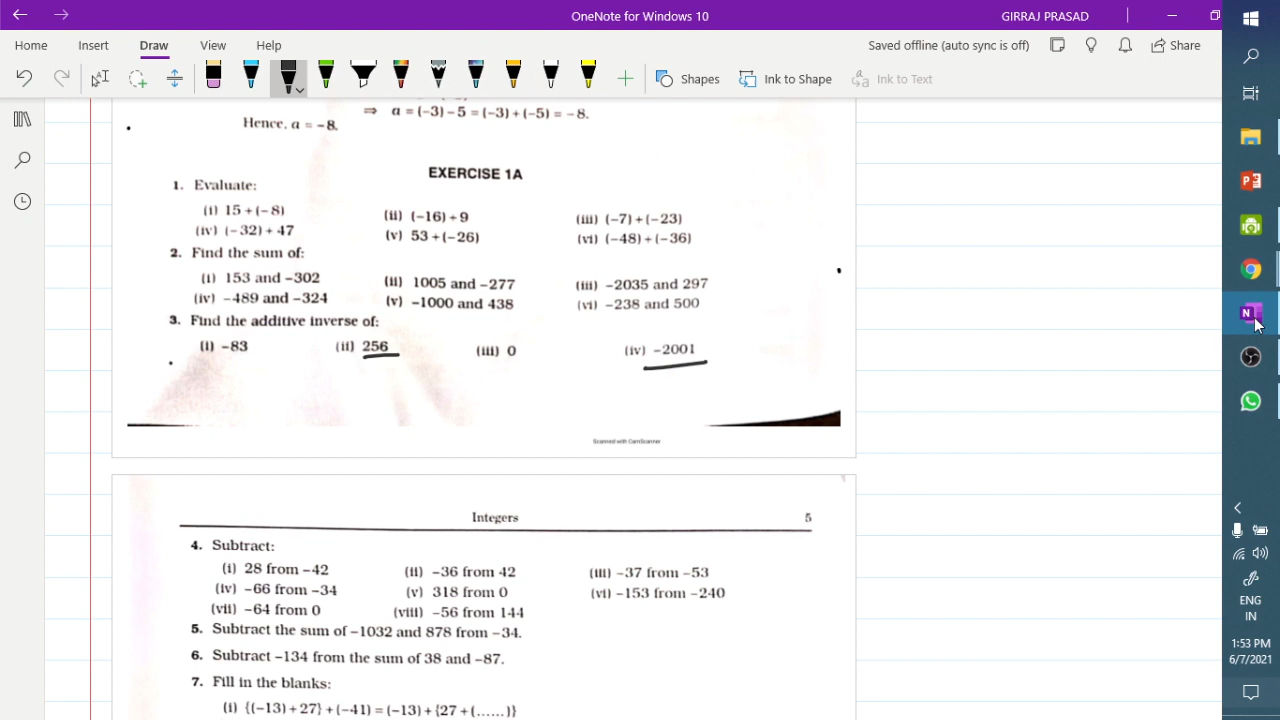 OneNote for Windows 10
GIRRAJ PRASAD
Home Insert Draw View Help
Saved offline (auto sync is off) Share
Shapes Ink to Shape Ink to Text
⇒ a = (−3) − 5 = (−3) + (−5) = − 8.
Hence, a = −8.
EXERCISE 1A
1. Evaluate:
(i) 15 + (− 8) (ii) (−16) + 9 (iii) (−7) + (−23)
(iv) (−32) + 47 (v) 53 + (−26) (vi) (−48) + (−36)
2. Find the sum of:
(i) 153 and −302 (ii) 1005 and −277 (iii) −2035 and 297
(iv) −489 and −324 (v) −1000 and 438 (vi) −238 and 500
3. Find the additive inverse of:
(i) −83 (ii) 256 (iii) 0 (iv) −2001
Scanned with CamScanner
Integers 5
4. Subtract:
(i) 28 from −42 (ii) −36 from 42 (iii) −37 from −53
(iv) −66 from −34 (v) 318 from 0 (vi) −153 from −240
(vii) −64 from 0 (viii) −56 from 144
5. Subtract the sum of −1032 and 878 from −34.
6. Subtract −134 from the sum of 38 and −87.
7. Fill in the blanks:
(i) {(−13) + 27} + (−41) = (−13) + {27 + (......)}
ENG
IN
1:53 PM
6/7/2021